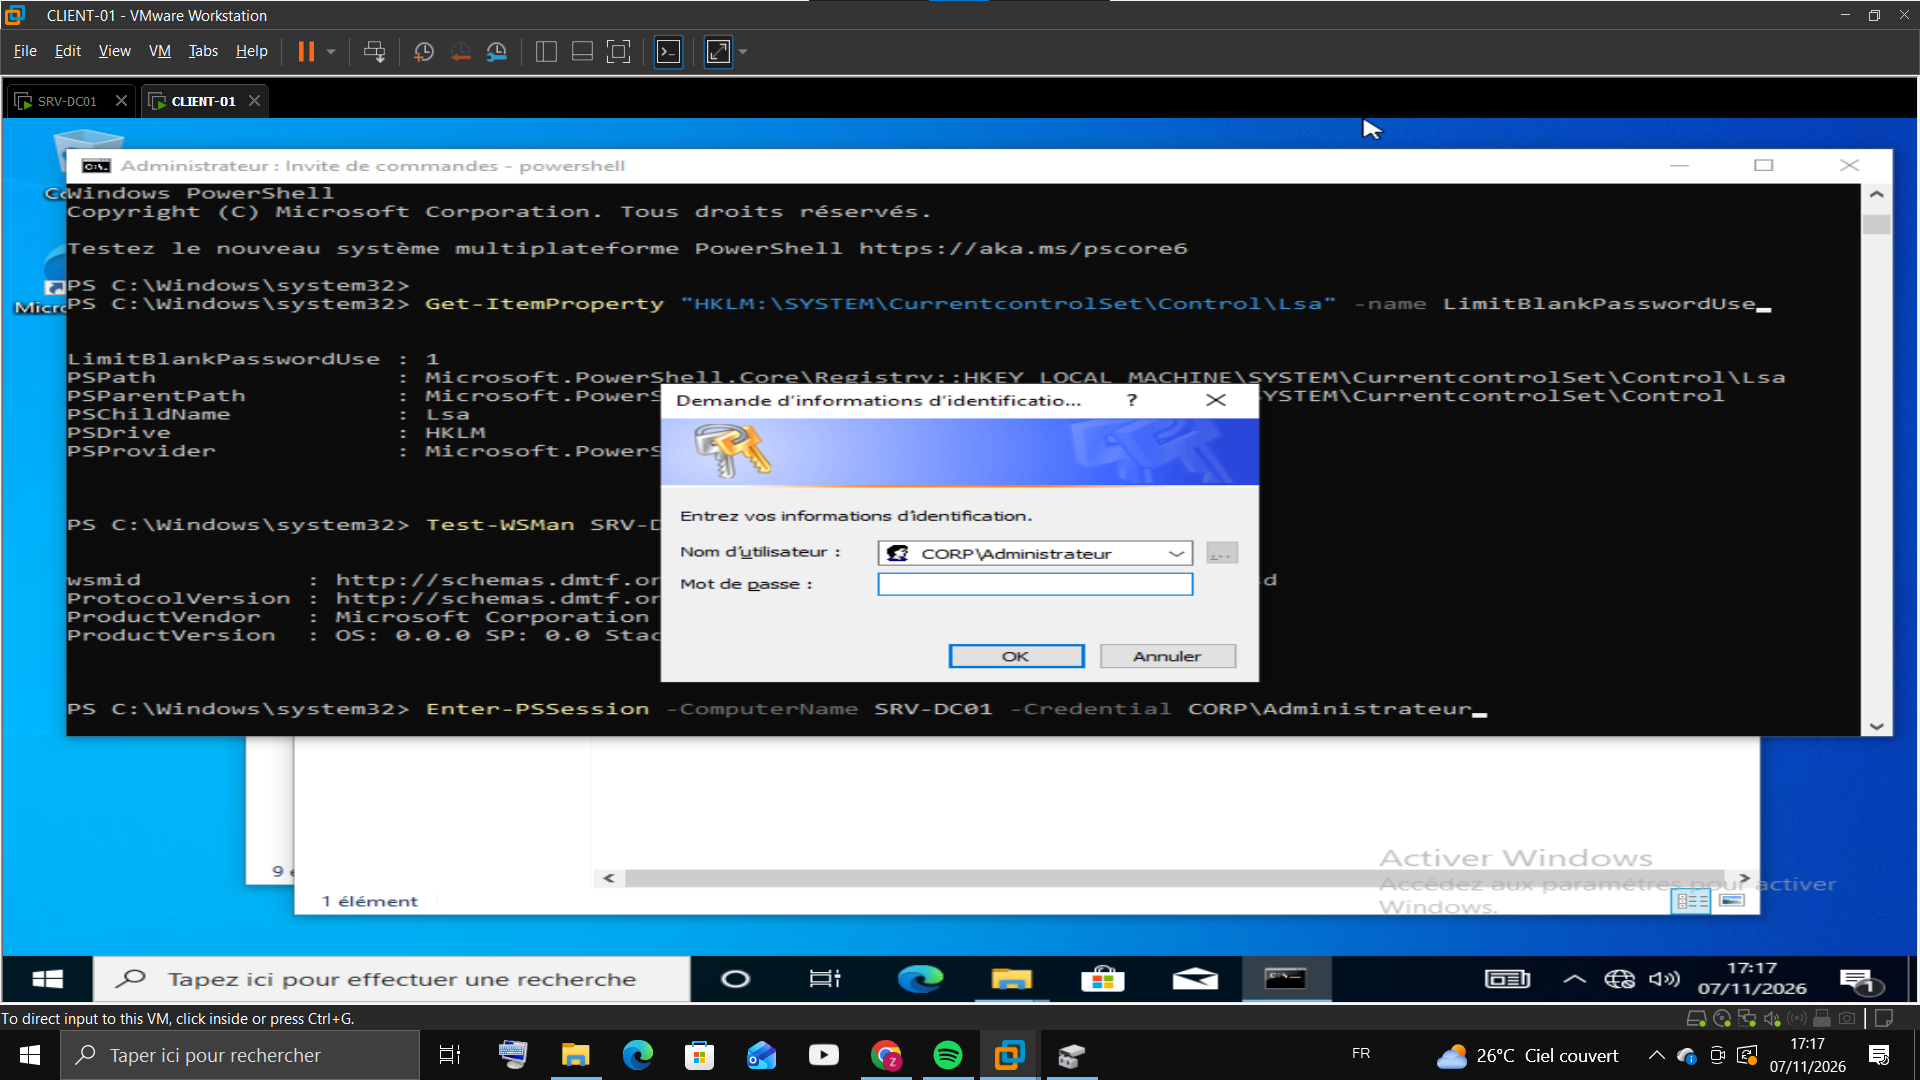 CLIENT-01 - VMware Workstation
File Edit View VM Tabs Help
SRV-DC01 CLIENT-01
Administrateur : Invite de commandes - powershell
Windows PowerShell
Copyright (C) Microsoft Corporation. Tous droits réservés.
Testez le nouveau système multiplateforme PowerShell https://aka.ms/pscore6
PS C:\Windows\system32>
PS C:\Windows\system32> Get-ItemProperty "HKLM:\SYSTEM\CurrentcontrolSet\Control\Lsa" -name LimitBlankPasswordUse
LimitBlankPasswordUse : 1
PSPath : Microsoft.PowerShell.Core\Registry::HKEY_LOCAL_MACHINE\SYSTEM\CurrentcontrolSet\Control\Lsa
PSParentPath : Microsoft.PowerS SYSTEM\CurrentcontrolSet\Control
PSChildName : Lsa
PSDrive : HKLM
PSProvider : Microsoft.PowerS
Demande d'informations d'identificatio... ?
Entrez vos informations d'identification.
Nom d'utilisateur : CORP\Administrateur ...
Mot de passe :
OK Annuler
PS C:\Windows\system32> Test-WSMan SRV-D
wsmid : http://schemas.dmtf.or d
ProtocolVersion : http://schemas.dmtf.or
ProductVendor : Microsoft Corporation
ProductVersion : OS: 0.0.0 SP: 0.0 Stac
PS C:\Windows\system32> Enter-PSSession -ComputerName SRV-DC01 -Credential CORP\Administrateur
9 é
1 élément
Activer Windows
Accédez aux paramètres pour activer
Windows.
Tapez ici pour effectuer une recherche
17:17
07/11/2026
1
To direct input to this VM, click inside or press Ctrl+G.
Taper ici pour rechercher
FR
26°C Ciel couvert
17:17
07/11/2026